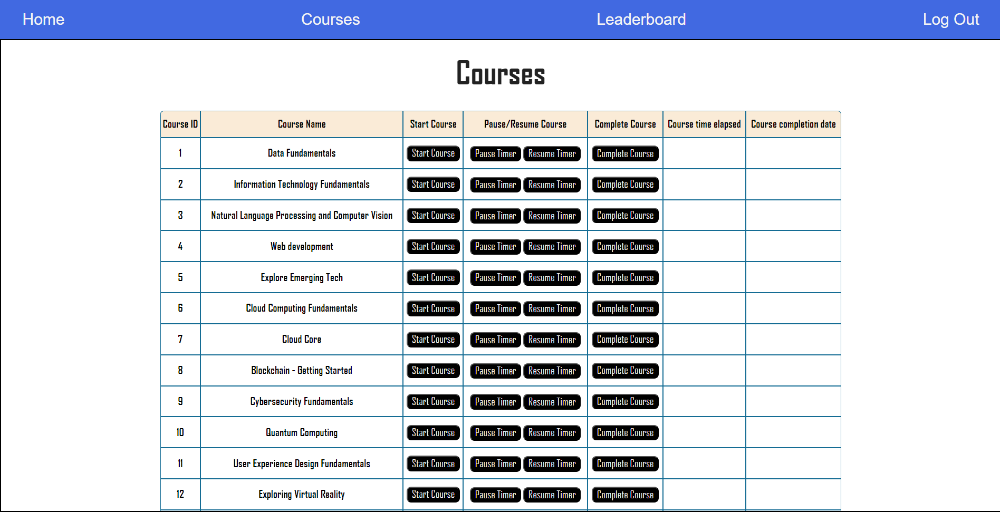 Home Courses Leaderboard Log Out
Courses
Course ID Course Name Start Course Pause/Resume Course Complete Course Course time elapsed Course completion date
1 Data Fundamentals Start Course Pause Timer Resume Timer Complete Course
2 Information Technology Fundamentals Start Course Pause Timer Resume Timer Complete Course
3 Natural Language Processing and Computer Vision Start Course Pause Timer Resume Timer Complete Course
4 Web development Start Course Pause Timer Resume Timer Complete Course
5 Explore Emerging Tech Start Course Pause Timer Resume Timer Complete Course
6 Cloud Computing Fundamentals Start Course Pause Timer Resume Timer Complete Course
7 Cloud Core Start Course Pause Timer Resume Timer Complete Course
8 Blockchain - Getting Started Start Course Pause Timer Resume Timer Complete Course
9 Cybersecurity Fundamentals Start Course Pause Timer Resume Timer Complete Course
10 Quantum Computing Start Course Pause Timer Resume Timer Complete Course
11 User Experience Design Fundamentals Start Course Pause Timer Resume Timer Complete Course
12 Exploring Virtual Reality Start Course Pause Timer Resume Timer Complete Course